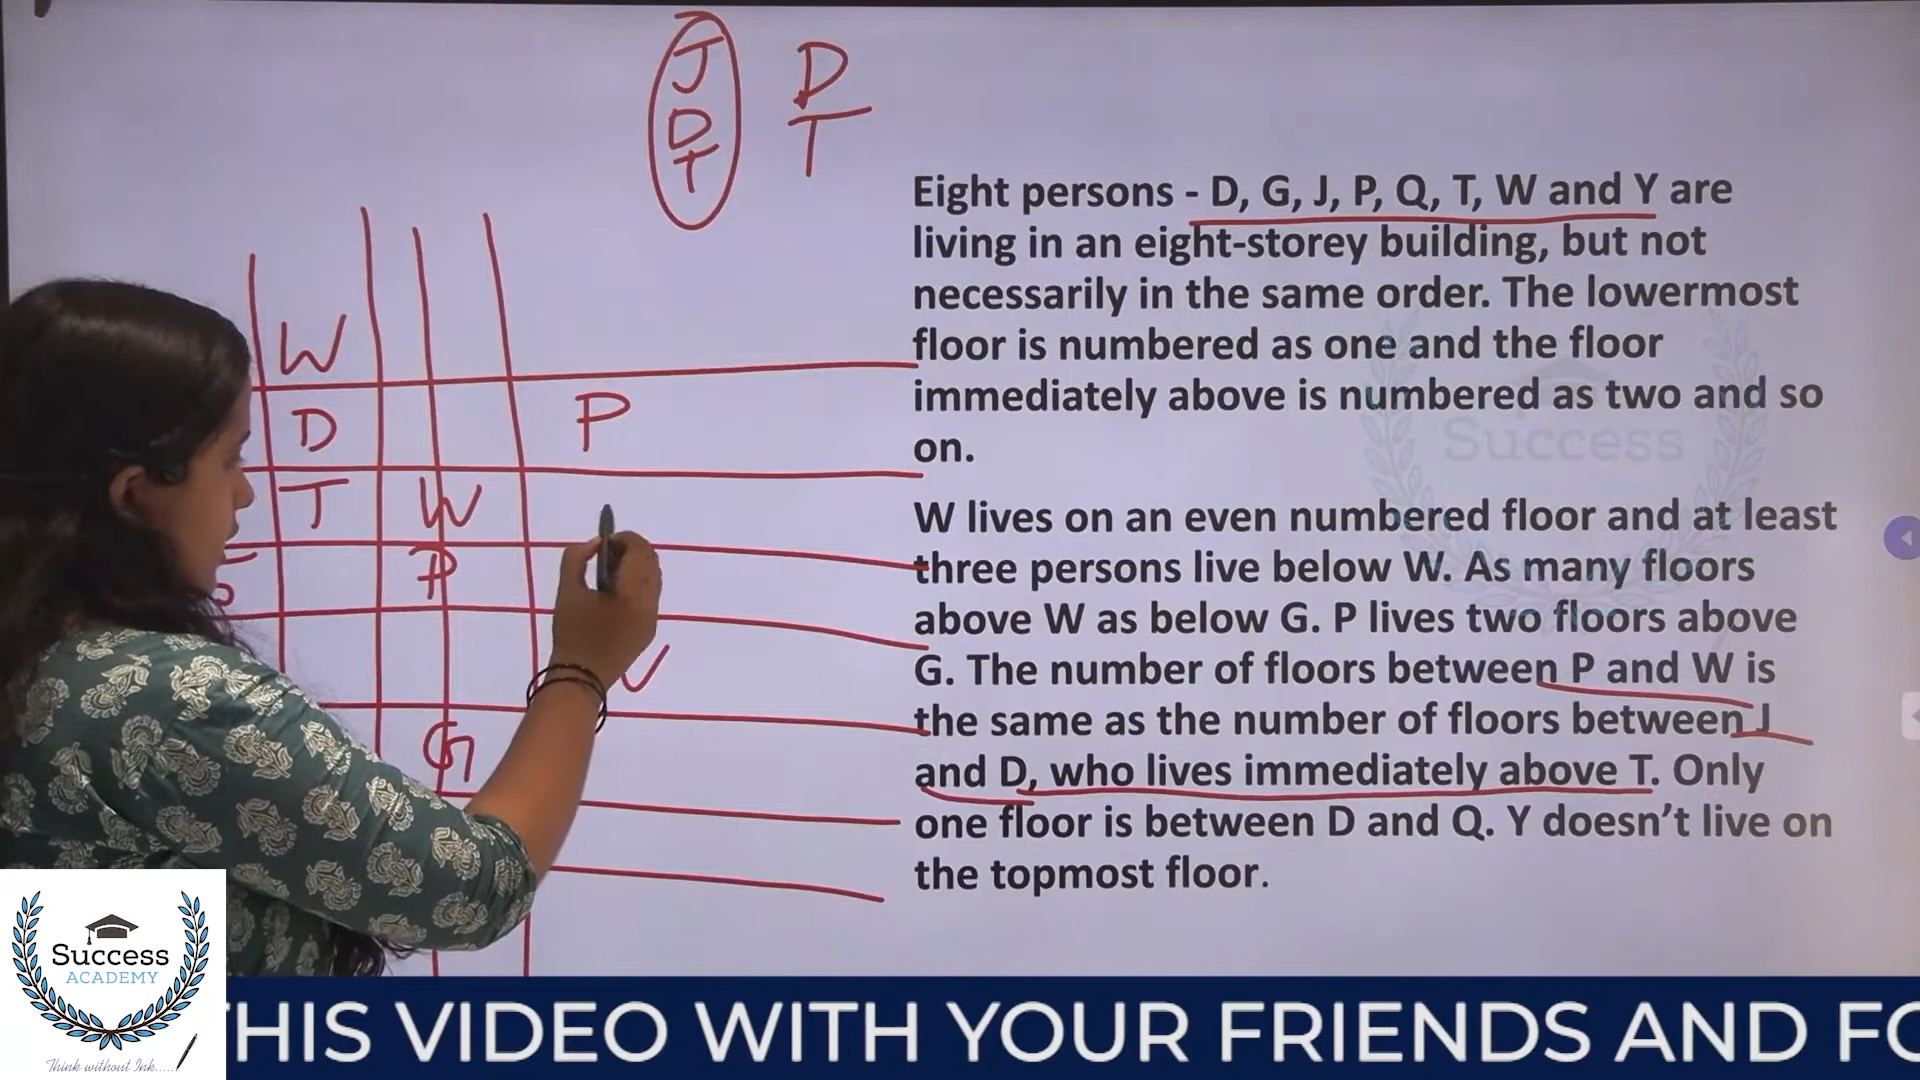 J
D
T
D
T
W
D
P
T
W
P
G
Eight persons - D, G, J, P, Q, T, W and Y are
living in an eight-storey building, but not
necessarily in the same order. The lowermost
floor is numbered as one and the floor
immediately above is numbered as two and so
on.
Success
W lives on an even numbered floor and at least
three persons live below W. As many floors
above W as below G. P lives two floors above
G. The number of floors between P and W is
the same as the number of floors between J
and D, who lives immediately above T. Only
one floor is between D and Q. Y doesn't live on
the topmost floor.
Success
ACADEMY
Think without Ink......
THIS VIDEO WITH YOUR FRIENDS AND FO